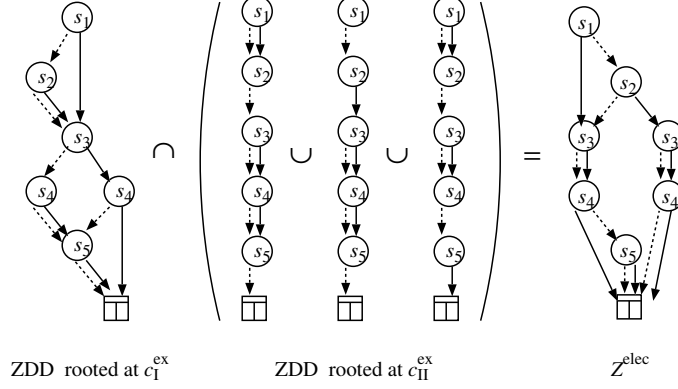 s1 s1 s1 s1 s1
s2 s2 s2 s2 s2
s3 ∩ s3 ∪ s3 ∪ s3 = s3 s3
s4 s4 s4 s4 s4 s4 s4
s5 s5 s5 s5 s5
ZDD rooted at c_I^ex ZDD rooted at c_II^ex Z^elec